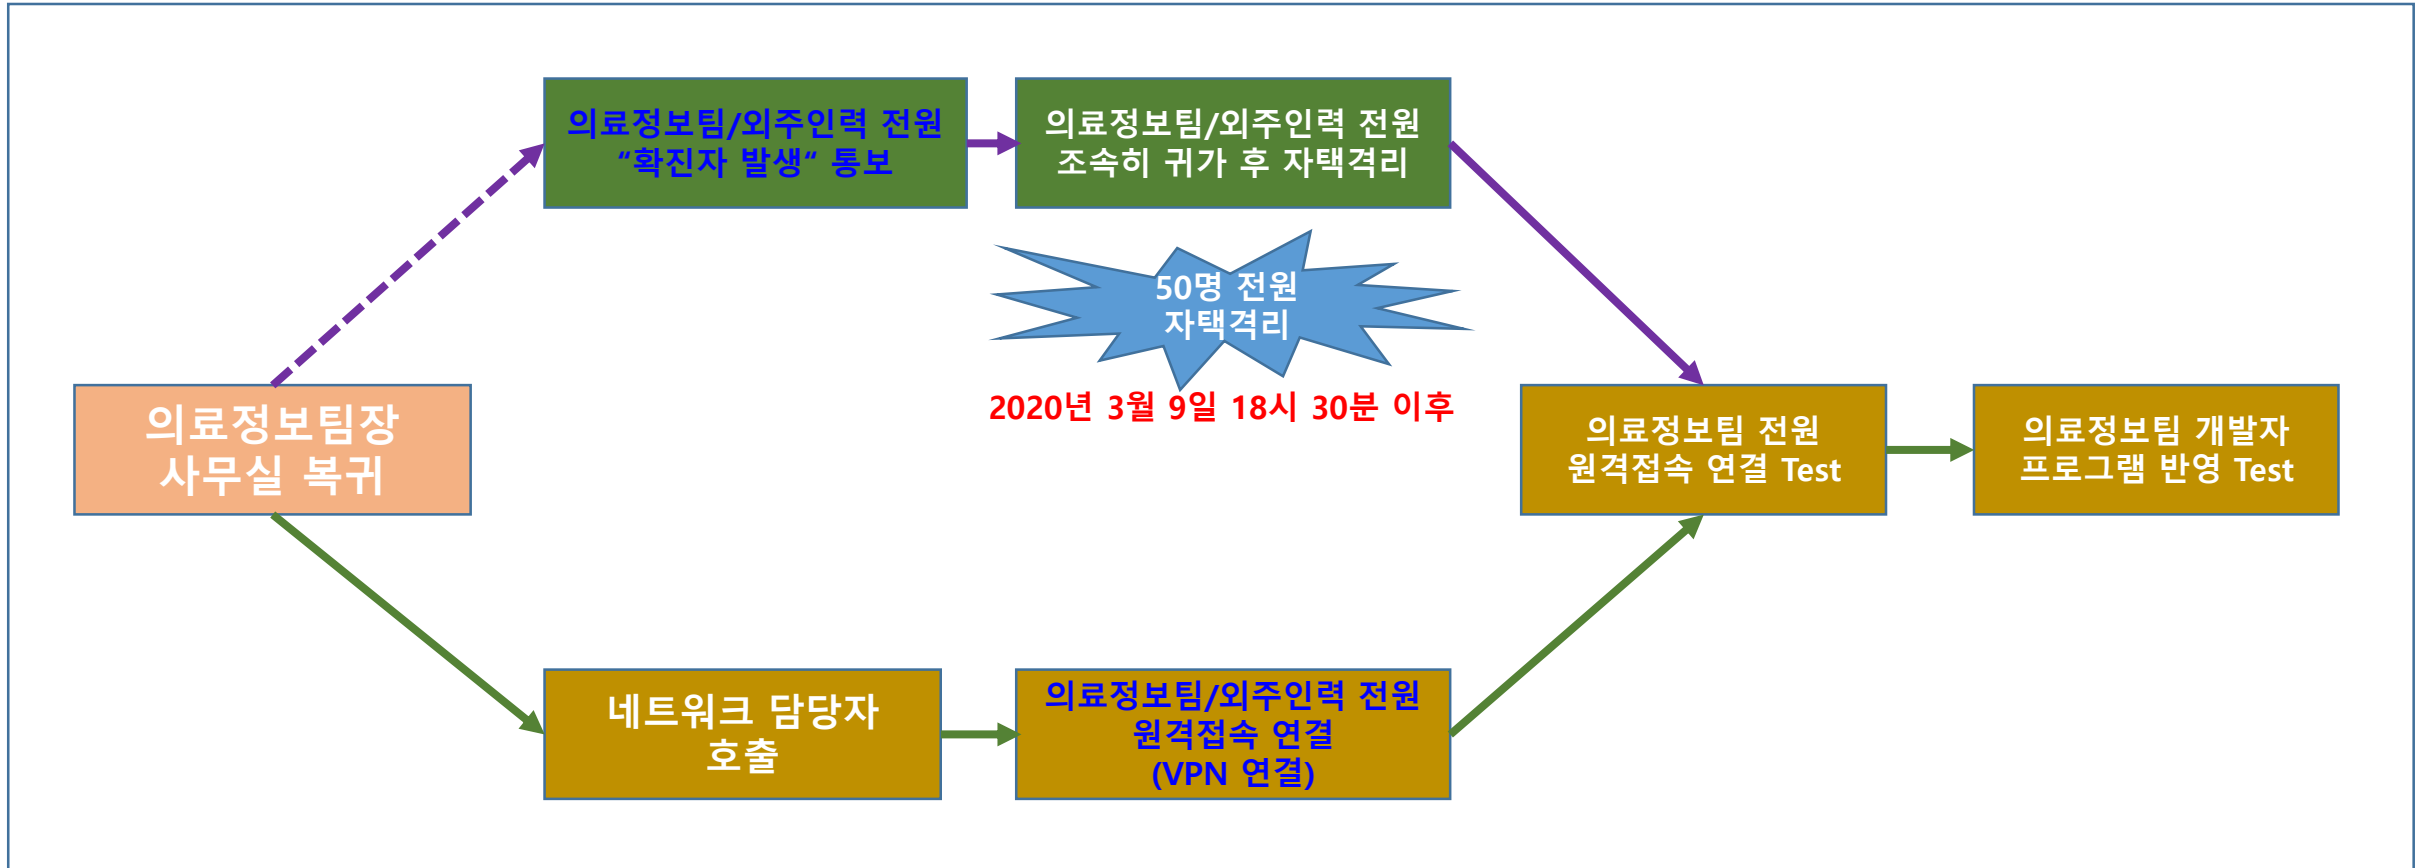 의료정보팀/외주인력 전원
“확진자 발생“ 통보
의료정보팀/외주인력 전원
조속히 귀가 후 자택격리
50명 전원
자택격리
2020년 3월 9일 18시 30분 이후
의료정보팀장
사무실 복귀
의료정보팀 전원
원격접속 연결 Test
의료정보팀 개발자
프로그램 반영 Test
네트워크 담당자
호출
의료정보팀/외주인력 전원
원격접속 연결
(VPN 연결)